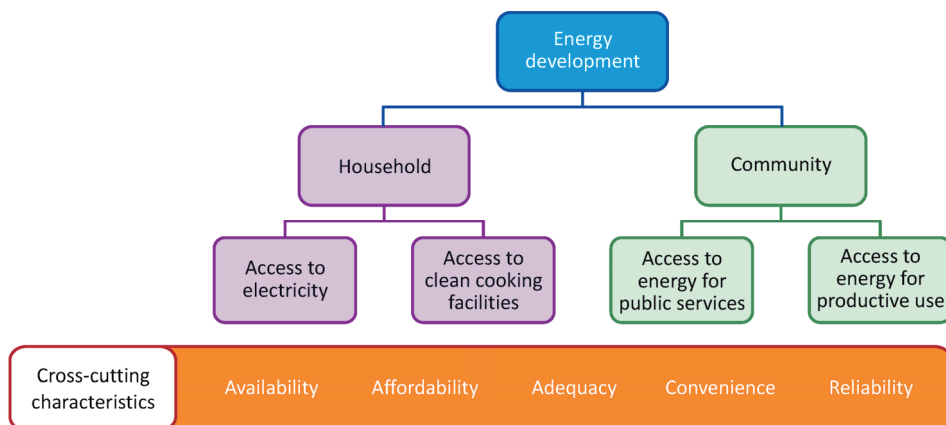 Energy
development
Household
Community
Access to
electricity
Access to
clean cooking
facilities
Access to
energy for
public services
Access to
energy for
productive use
Cross-cutting
characteristics
Availability
Affordability
Adequacy
Convenience
Reliability